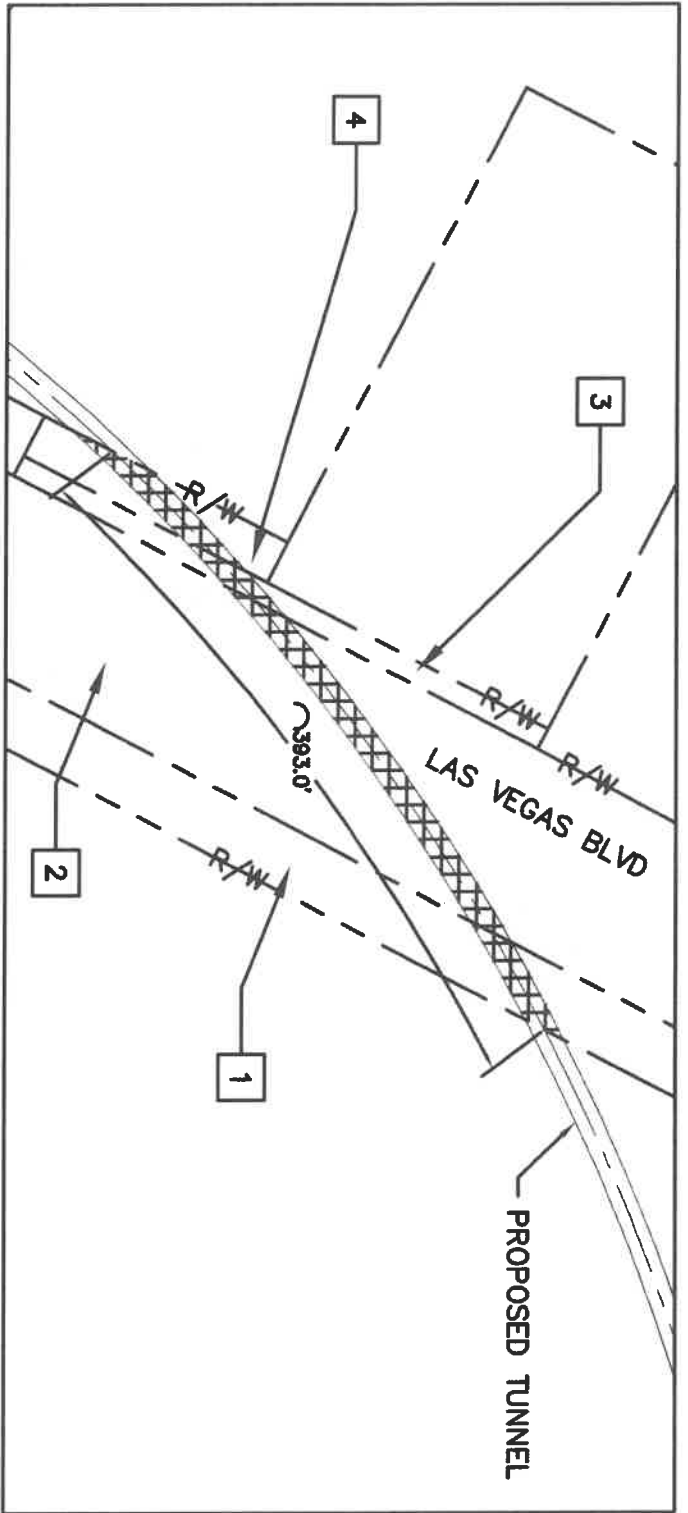 4
3
R/W
R/W
R/W
LAS VEGAS BLVD
393.0'
R/W
2
1
PROPOSED TUNNEL